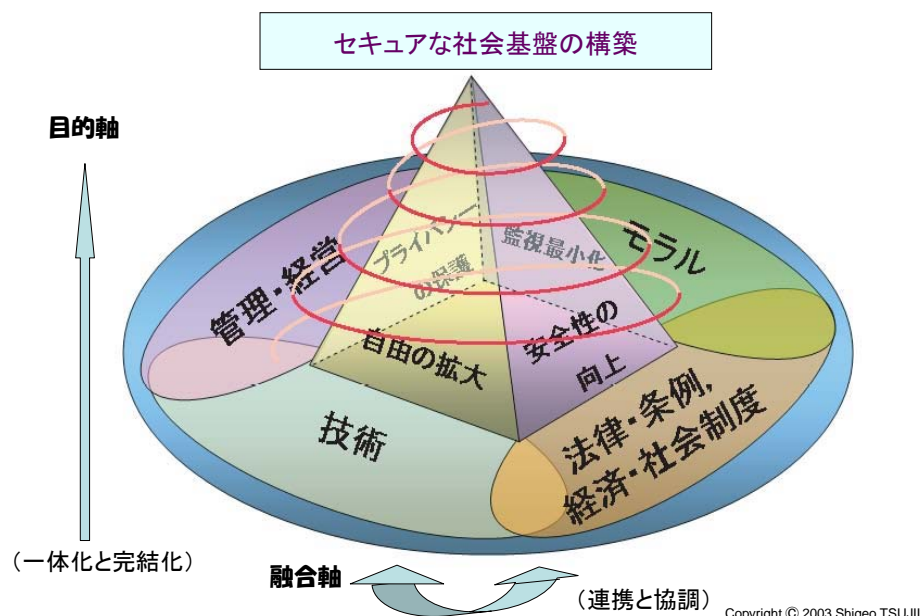 セキュアな社会基盤の構築
目的軸
プライバシー
の保護
監視最小化
モラル
管理・経営
自由の拡大
安全性の
向上
技術
法律・条例,
経済・社会制度
（一体化と完結化）
融合軸
（連携と協調）
Copyright © 2003 Shigeo TSUJII